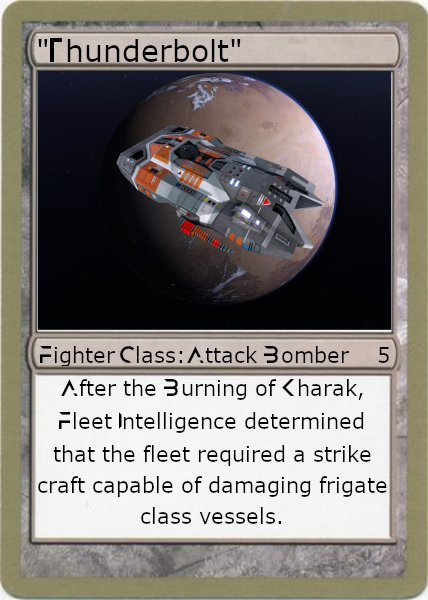 "Thunderbolt"
Fighter Class: Attack Bomber 5
After the Burning of Kharak,
Fleet Intelligence determined
that the fleet required a strike
craft capable of damaging frigate
class vessels.